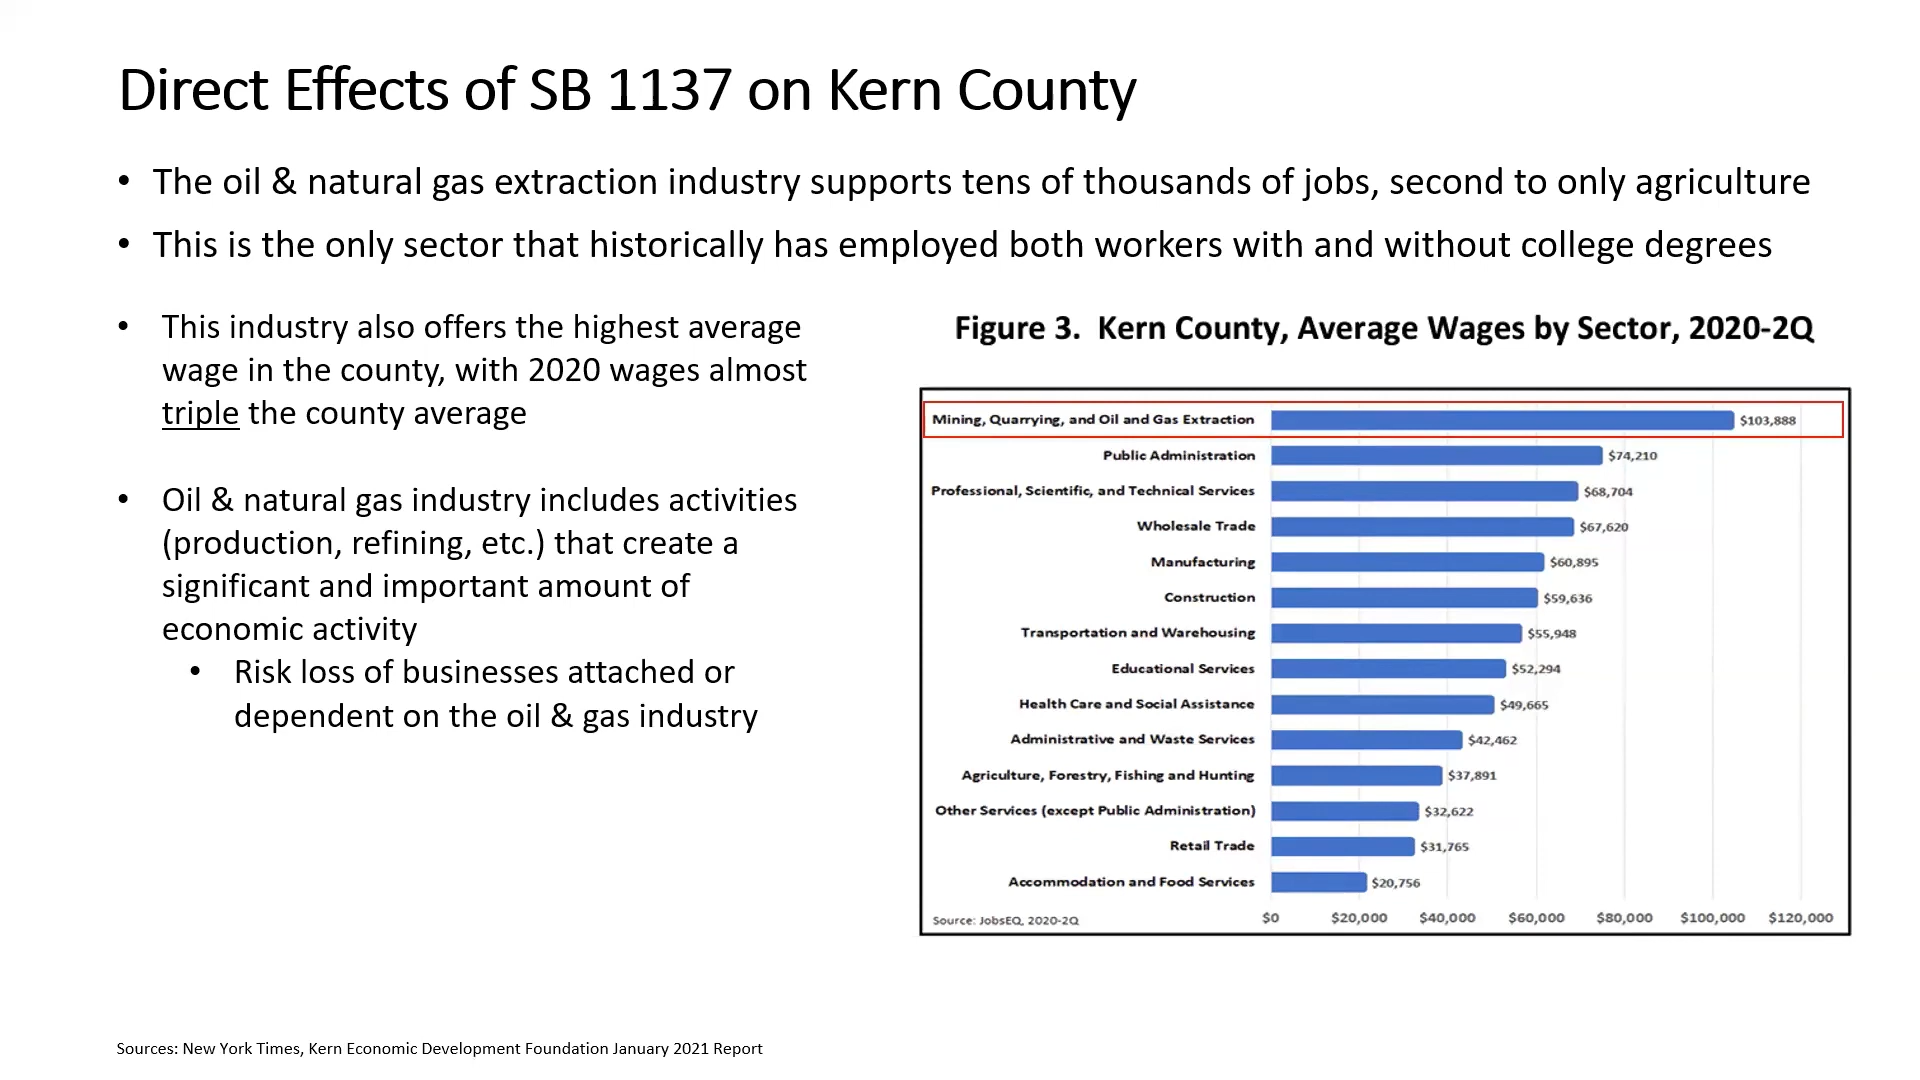 Direct Effects of SB 1137 on Kern County
• The oil & natural gas extraction industry supports tens of thousands of jobs, second to only agriculture
• This is the only sector that historically has employed both workers with and without college degrees
• This industry also offers the highest average
wage in the county, with 2020 wages almost
triple the county average
• Oil & natural gas industry includes activities
(production, refining, etc.) that create a
significant and important amount of
economic activity
• Risk loss of businesses attached or
dependent on the oil & gas industry
Figure 3. Kern County, Average Wages by Sector, 2020-2Q
Mining, Quarrying, and Oil and Gas Extraction $103,888
Public Administration $74,210
Professional, Scientific, and Technical Services $68,704
Wholesale Trade $67,620
Manufacturing $60,895
Construction $59,636
Transportation and Warehousing $55,948
Educational Services $52,294
Health Care and Social Assistance $49,665
Administrative and Waste Services $42,462
Agriculture, Forestry, Fishing and Hunting $37,891
Other Services (except Public Administration) $32,622
Retail Trade $31,765
Accommodation and Food Services $20,756
Source: JobsEQ, 2020-2Q $0 $20,000 $40,000 $60,000 $80,000 $100,000 $120,000
Sources: New York Times, Kern Economic Development Foundation January 2021 Report